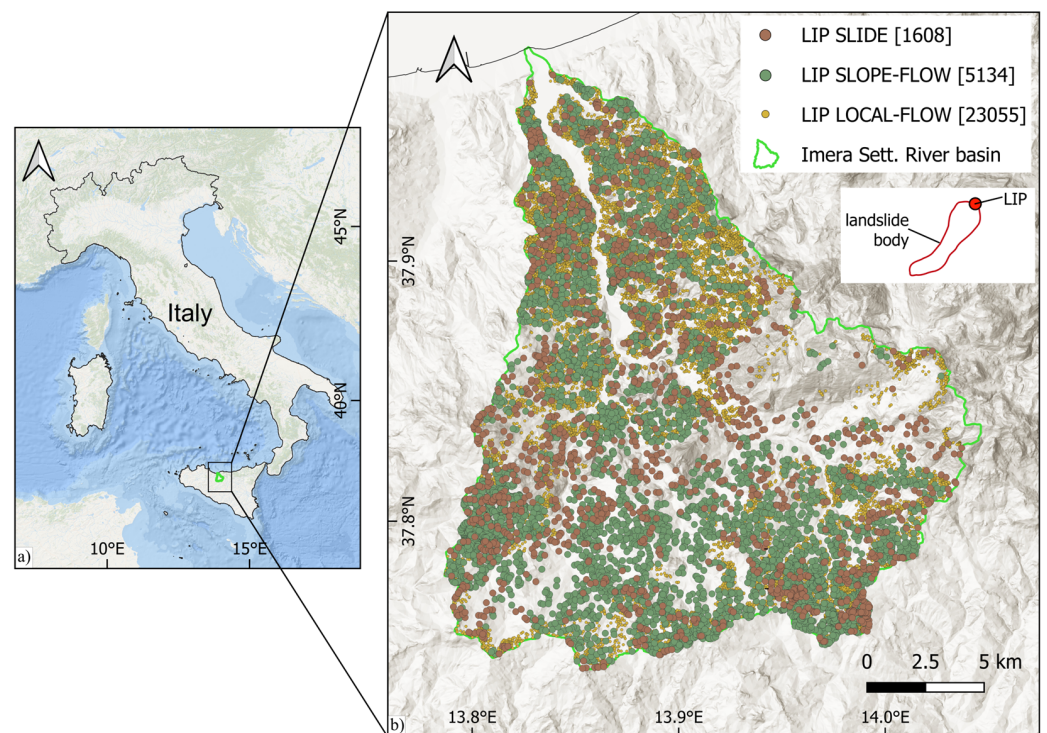 Italy
45°N
40°N
10°E
15°E
a)
LIP SLIDE [1608]
LIP SLOPE-FLOW [5134]
LIP LOCAL-FLOW [23055]
Imera Sett. River basin
LIP
landslide
body
37.9°N
37.8°N
0 2.5 5 km
13.8°E
13.9°E
14.0°E
b)